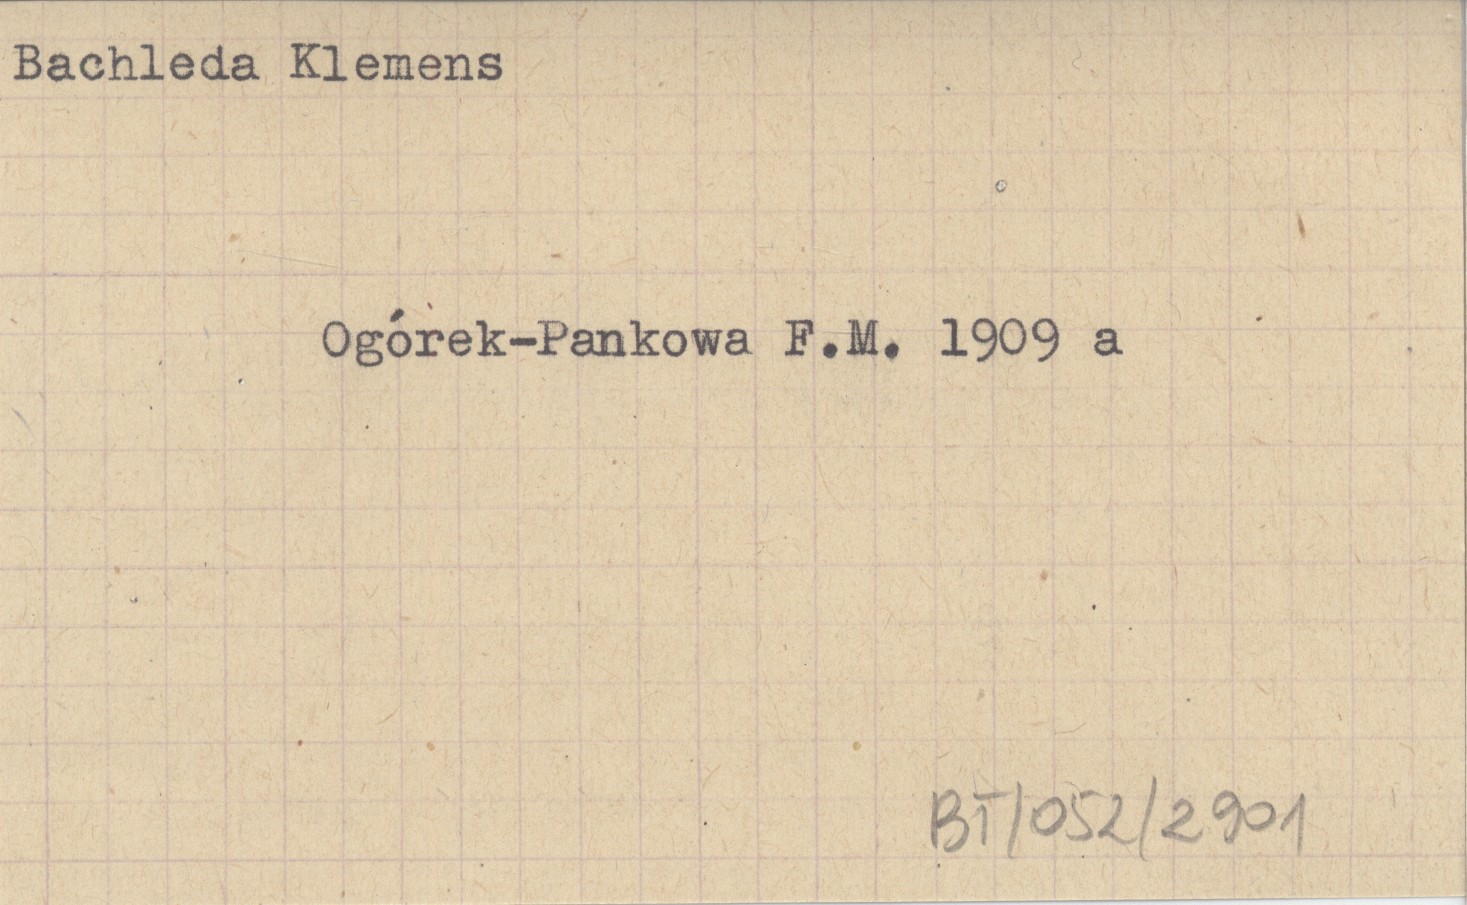 Bachleda Klemens
Ogórek-Pankowa F.M. 1909 a
BT/052/2901